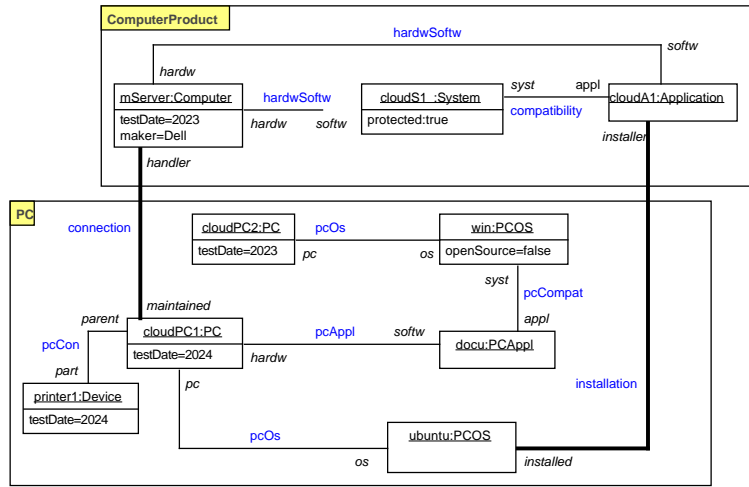 ComputerProduct
hardwSoftw
hardw
softw
mServer:Computer
testDate=2023
maker=Dell
hardwSoftw
hardw
softw
cloudS1 :System
protected:true
syst
appl
compatibility
cloudA1:Application
handler
installer
PC
connection
cloudPC2:PC
testDate=2023
pcOs
pc
os
win:PCOS
openSource=false
syst
pcCompat
appl
maintained
parent
cloudPC1:PC
testDate=2024
pcAppl
softw
hardw
docu:PCAppl
pcCon
part
pc
installation
printer1:Device
testDate=2024
pcOs
os
ubuntu:PCOS
installed